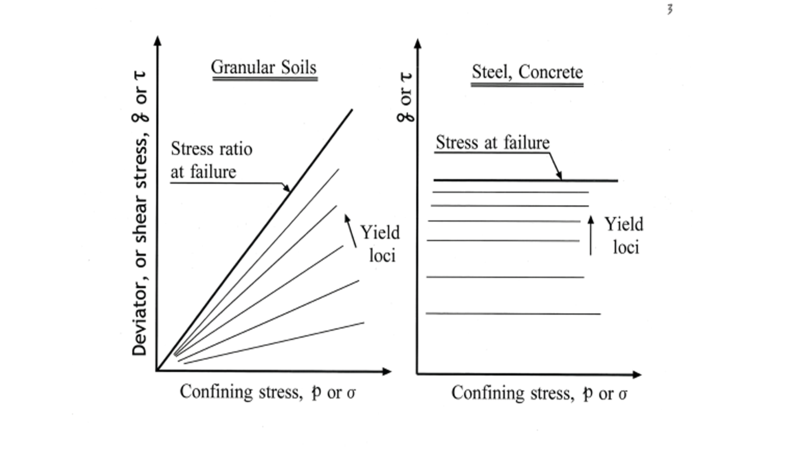 3
Granular Soils
Deviator, or shear stress, q or τ
Stress ratio
at failure
Yield
loci
Confining stress, p or σ
Steel, Concrete
q or τ
Stress at failure
Yield
loci
Confining stress, p or σ